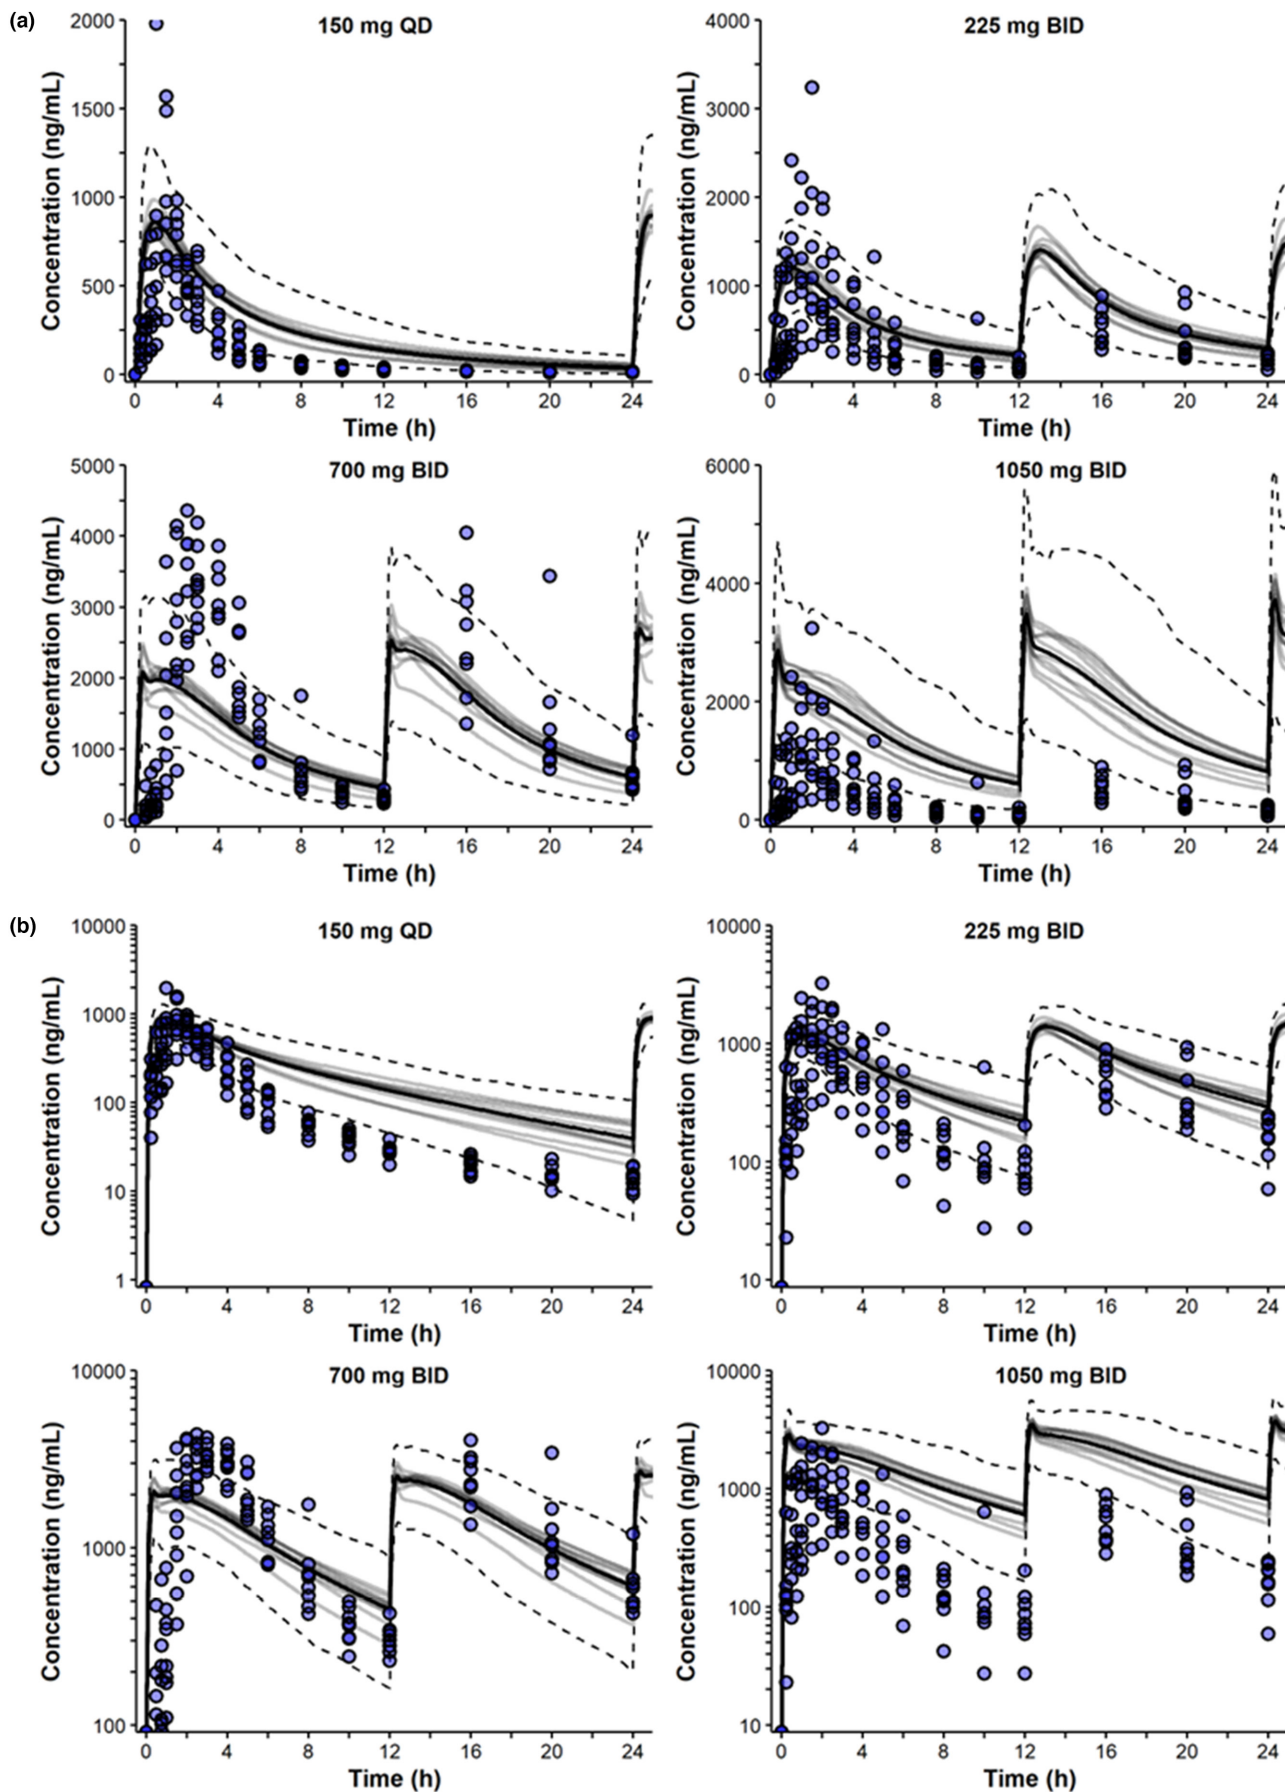 (a)
150 mg QD
Concentration (ng/mL)
2000
1500
1000
500
0
0 4 8 12 16 20 24
Time (h)
225 mg BID
Concentration (ng/mL)
4000
3000
2000
1000
0
0 4 8 12 16 20 24
Time (h)
700 mg BID
Concentration (ng/mL)
5000
4000
3000
2000
1000
0
0 4 8 12 16 20 24
Time (h)
1050 mg BID
Concentration (ng/mL)
6000
4000
2000
0
0 4 8 12 16 20 24
Time (h)
(b)
150 mg QD
Concentration (ng/mL)
10000
1000
100
10
1
0 4 8 12 16 20 24
Time (h)
225 mg BID
Concentration (ng/mL)
10000
1000
100
10
0 4 8 12 16 20 24
Time (h)
700 mg BID
Concentration (ng/mL)
10000
1000
100
0 4 8 12 16 20 24
Time (h)
1050 mg BID
Concentration (ng/mL)
10000
1000
100
10
0 4 8 12 16 20 24
Time (h)